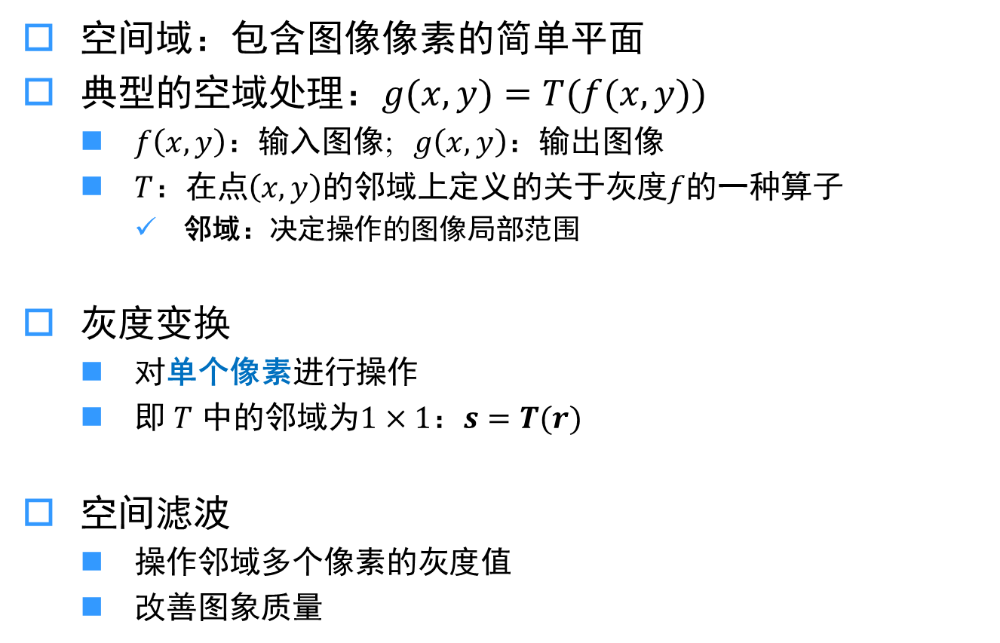 空间域：包含图像像素的简单平面
典型的空域处理：g(x,y) = T(f(x,y))
f(x,y)：输入图像；g(x,y)：输出图像
T：在点(x,y)的邻域上定义的关于灰度f的一种算子
✓ 邻域：决定操作的图像局部范围
灰度变换
对单个像素进行操作
即 T 中的邻域为1 × 1：s = T(r)
空间滤波
操作邻域多个像素的灰度值
改善图象质量